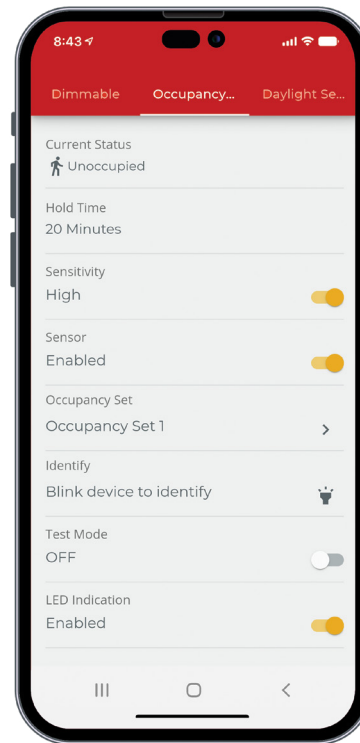 8:43
Dimmable Occupancy... Daylight Se...
Current Status
Unoccupied
Hold Time
20 Minutes
Sensitivity
High
Sensor
Enabled
Occupancy Set
Occupancy Set 1
Identify
Blink device to identify
Test Mode
OFF
LED Indication
Enabled